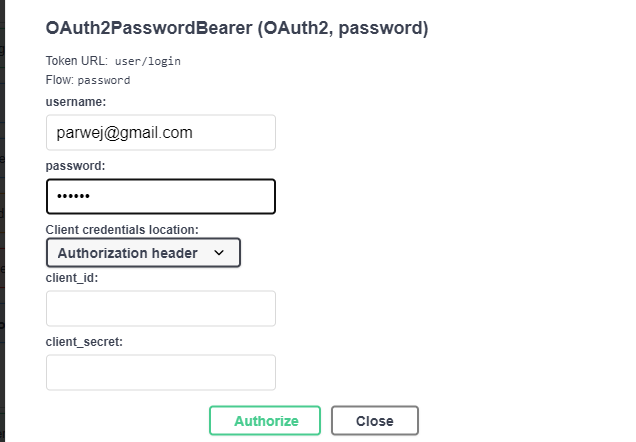 OAuth2PasswordBearer (OAuth2, password)
Token URL: user/login
Flow: password
username:
parwej@gmail.com
password:
••••••
Client credentials location:
Authorization header
client_id:
client_secret:
Authorize Close